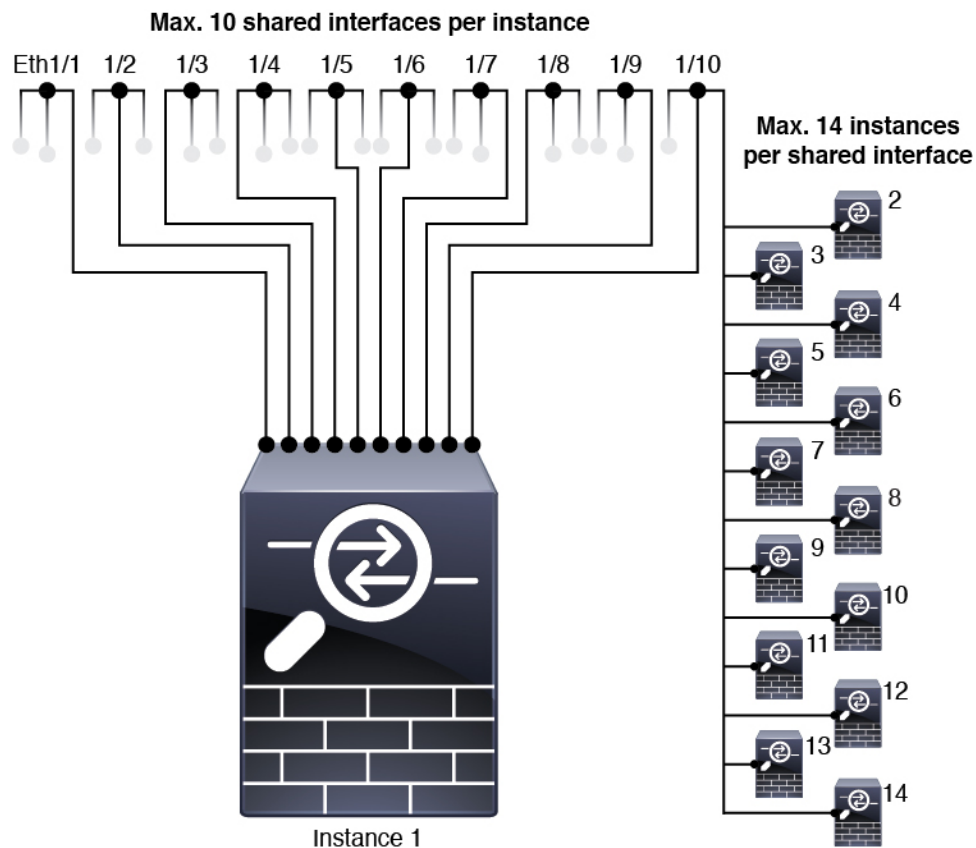 Max. 10 shared interfaces per instance
Eth1/1 1/2 1/3 1/4 1/5 1/6 1/7 1/8 1/9 1/10
Max. 14 instances
per shared interface
2
3
4
5
6
7
8
9
10
11
12
13
14
Instance 1